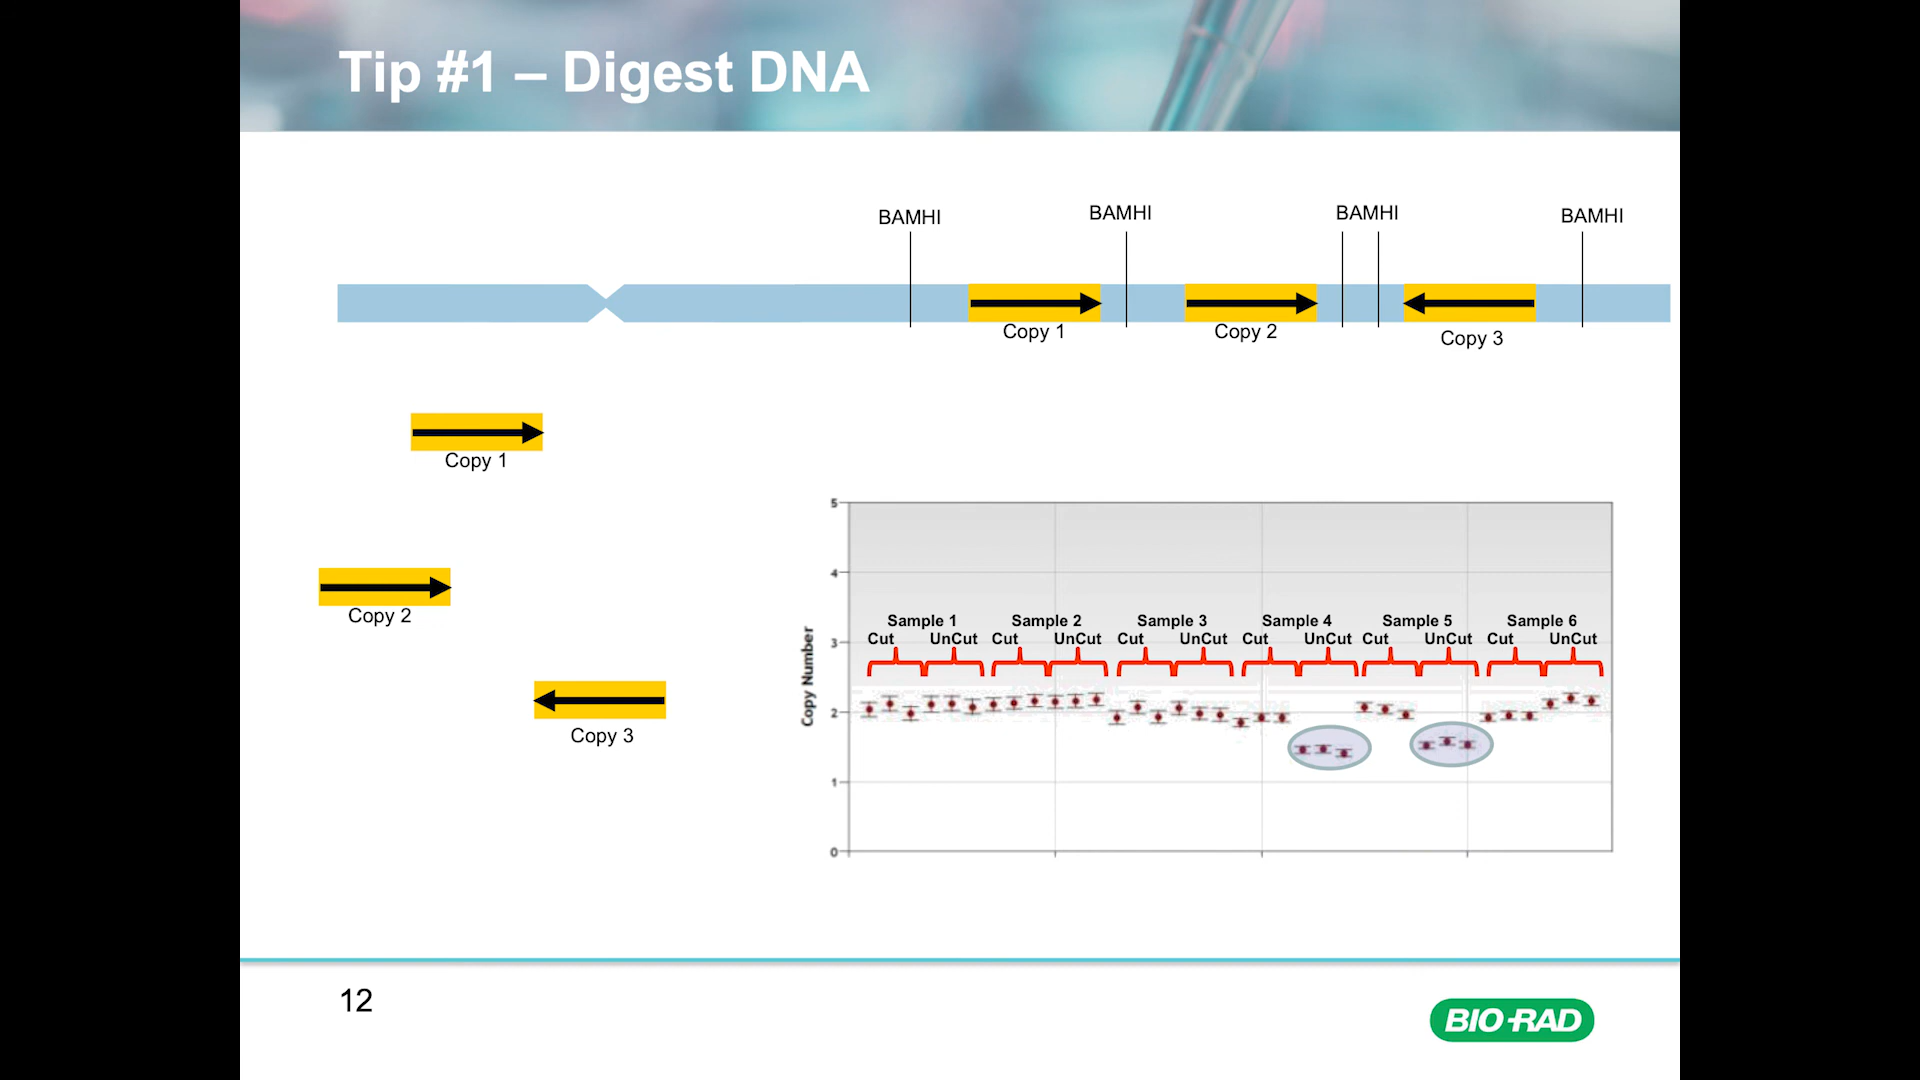 Tip #1 – Digest DNA
BAMHI
BAMHI
BAMHI
BAMHI
Copy 1
Copy 2
Copy 3
Copy 1
Copy 2
Copy 3
5
4
3
2
1
0
Copy Number
Sample 1
Sample 2
Sample 3
Sample 4
Sample 5
Sample 6
Cut UnCut
Cut UnCut
Cut UnCut
Cut UnCut
Cut UnCut
Cut UnCut
12
BIO-RAD